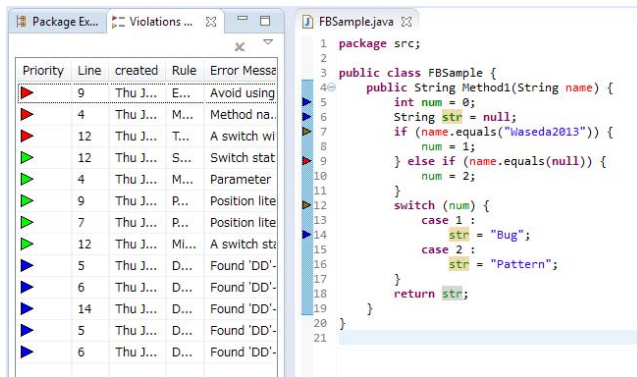 Package Ex... Violations ...
Priority Line created Rule Error Messa
9 Thu J... E... Avoid using
4 Thu J... M... Method na...
12 Thu J... T... A switch wi
12 Thu J... S... Switch stat
4 Thu J... M... Parameter
9 Thu J... P... Position lite
7 Thu J... P... Position lite
12 Thu J... Mi... A switch sta
5 Thu J... D... Found 'DD'-
6 Thu J... D... Found 'DD'-
14 Thu J... D... Found 'DD'-
5 Thu J... D... Found 'DD'-
6 Thu J... D... Found 'DD'-
FBSample.java
1 package src;
2
3 public class FBSample {
4 public String Method1(String name) {
5 int num = 0;
6 String str = null;
7 if (name.equals("Waseda2013")) {
8 num = 1;
9 } else if (name.equals(null)) {
10 num = 2;
11 }
12 switch (num) {
13 case 1 :
14 str = "Bug";
15 case 2 :
16 str = "Pattern";
17 }
18 return str;
19 }
20 }
21